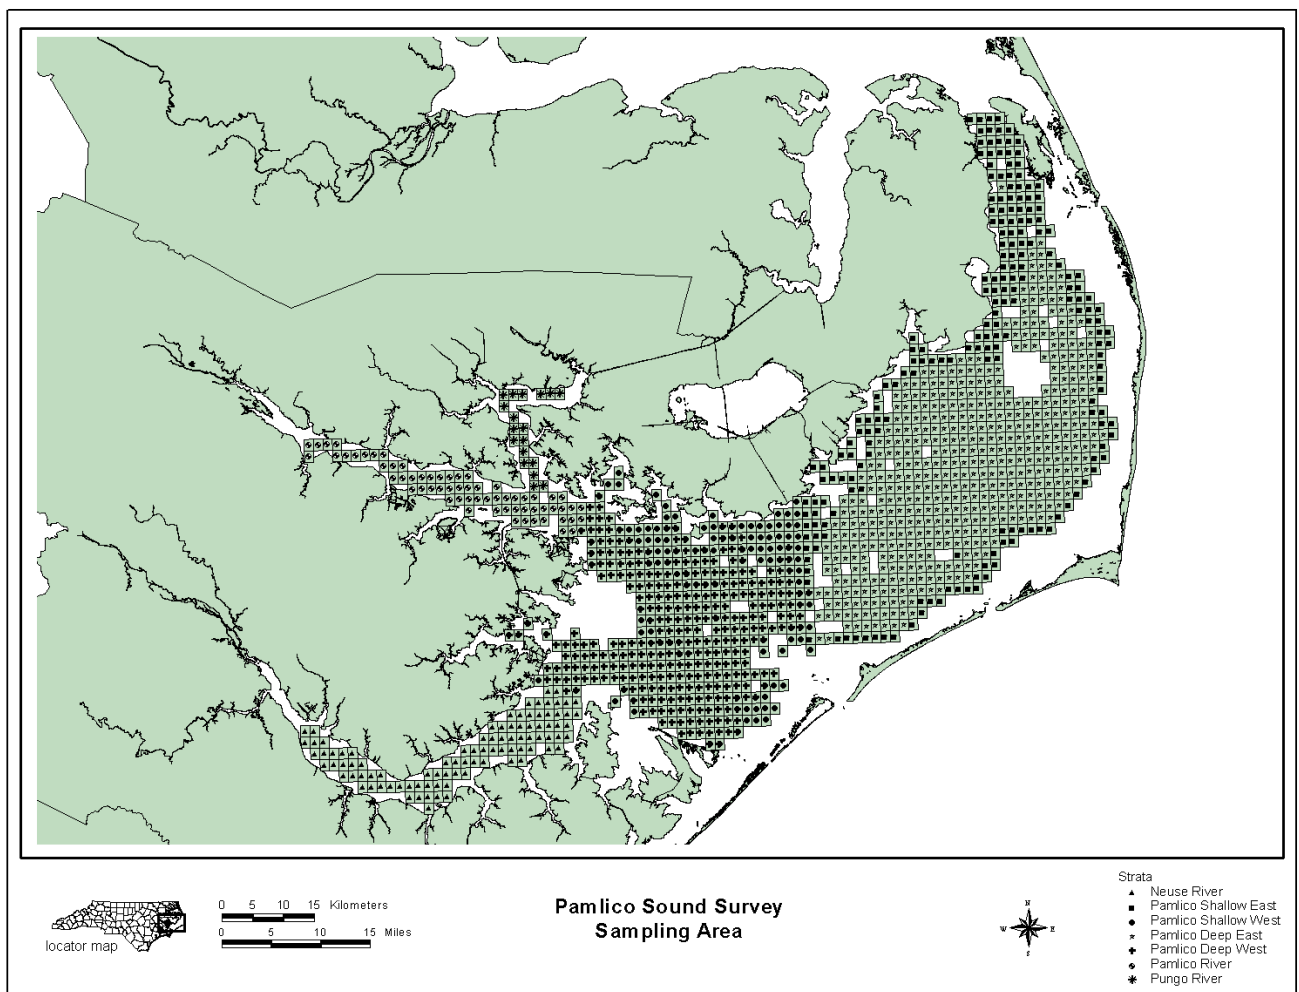 0 5 10 15 Kilometers
0 5 10 15 Miles
locator map
Pamlico Sound Survey
Sampling Area
N
W E
S
Strata
Neuse River
Pamlico Shallow East
Pamlico Shallow West
Pamlico Deep East
Pamlico Deep West
Pamlico River
Pungo River